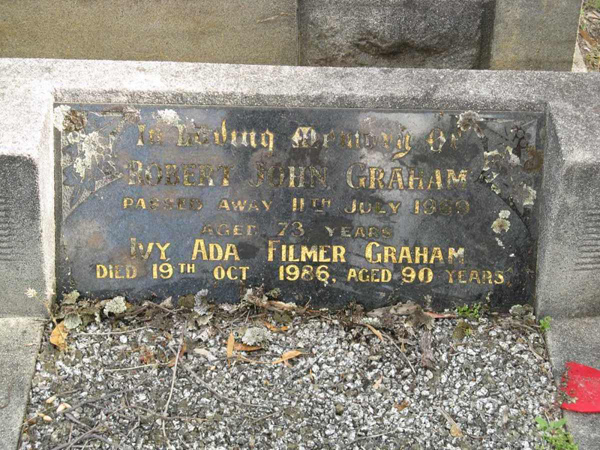 In Loving Memory Of
ROBERT JOHN GRAHAM
PASSED AWAY 11TH JULY
AGED 73 YEARS
IVY ADA FILMER GRAHAM
DIED 19TH OCT 1986, AGED 90 YEARS